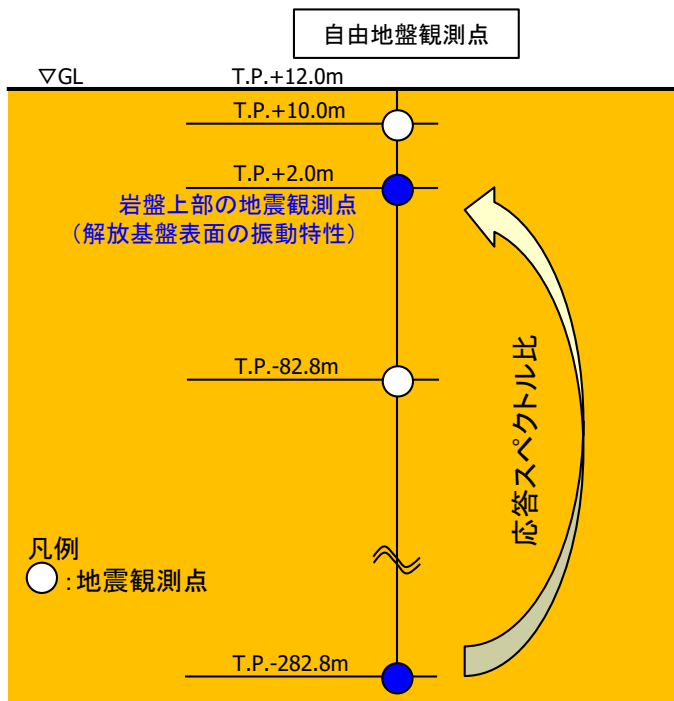 自由地盤観測点
▽GL
T.P.+12.0m
T.P.+10.0m
T.P.+2.0m
岩盤上部の地震観測点
（解放基盤表面の振動特性）
T.P.-82.8m
応答スペクトル比
凡例
○：地震観測点
T.P.-282.8m